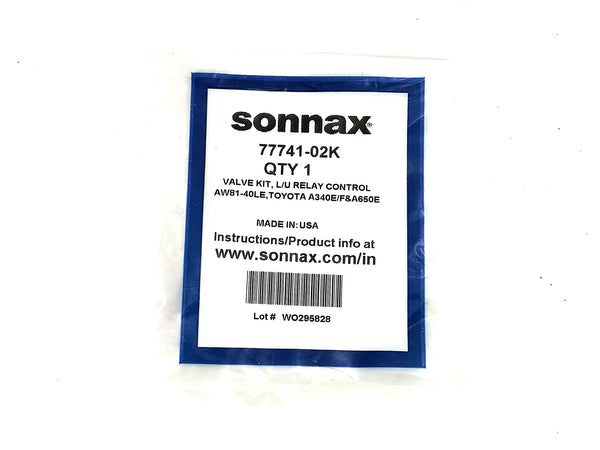 sonnax®
77741-02K
QTY 1
VALVE KIT, L/U RELAY CONTROL
AW81-40LE,TOYOTA A340E/F&A650E
MADE IN: USA
Instructions/Product info at
www.sonnax.com/in
Lot # WO295828